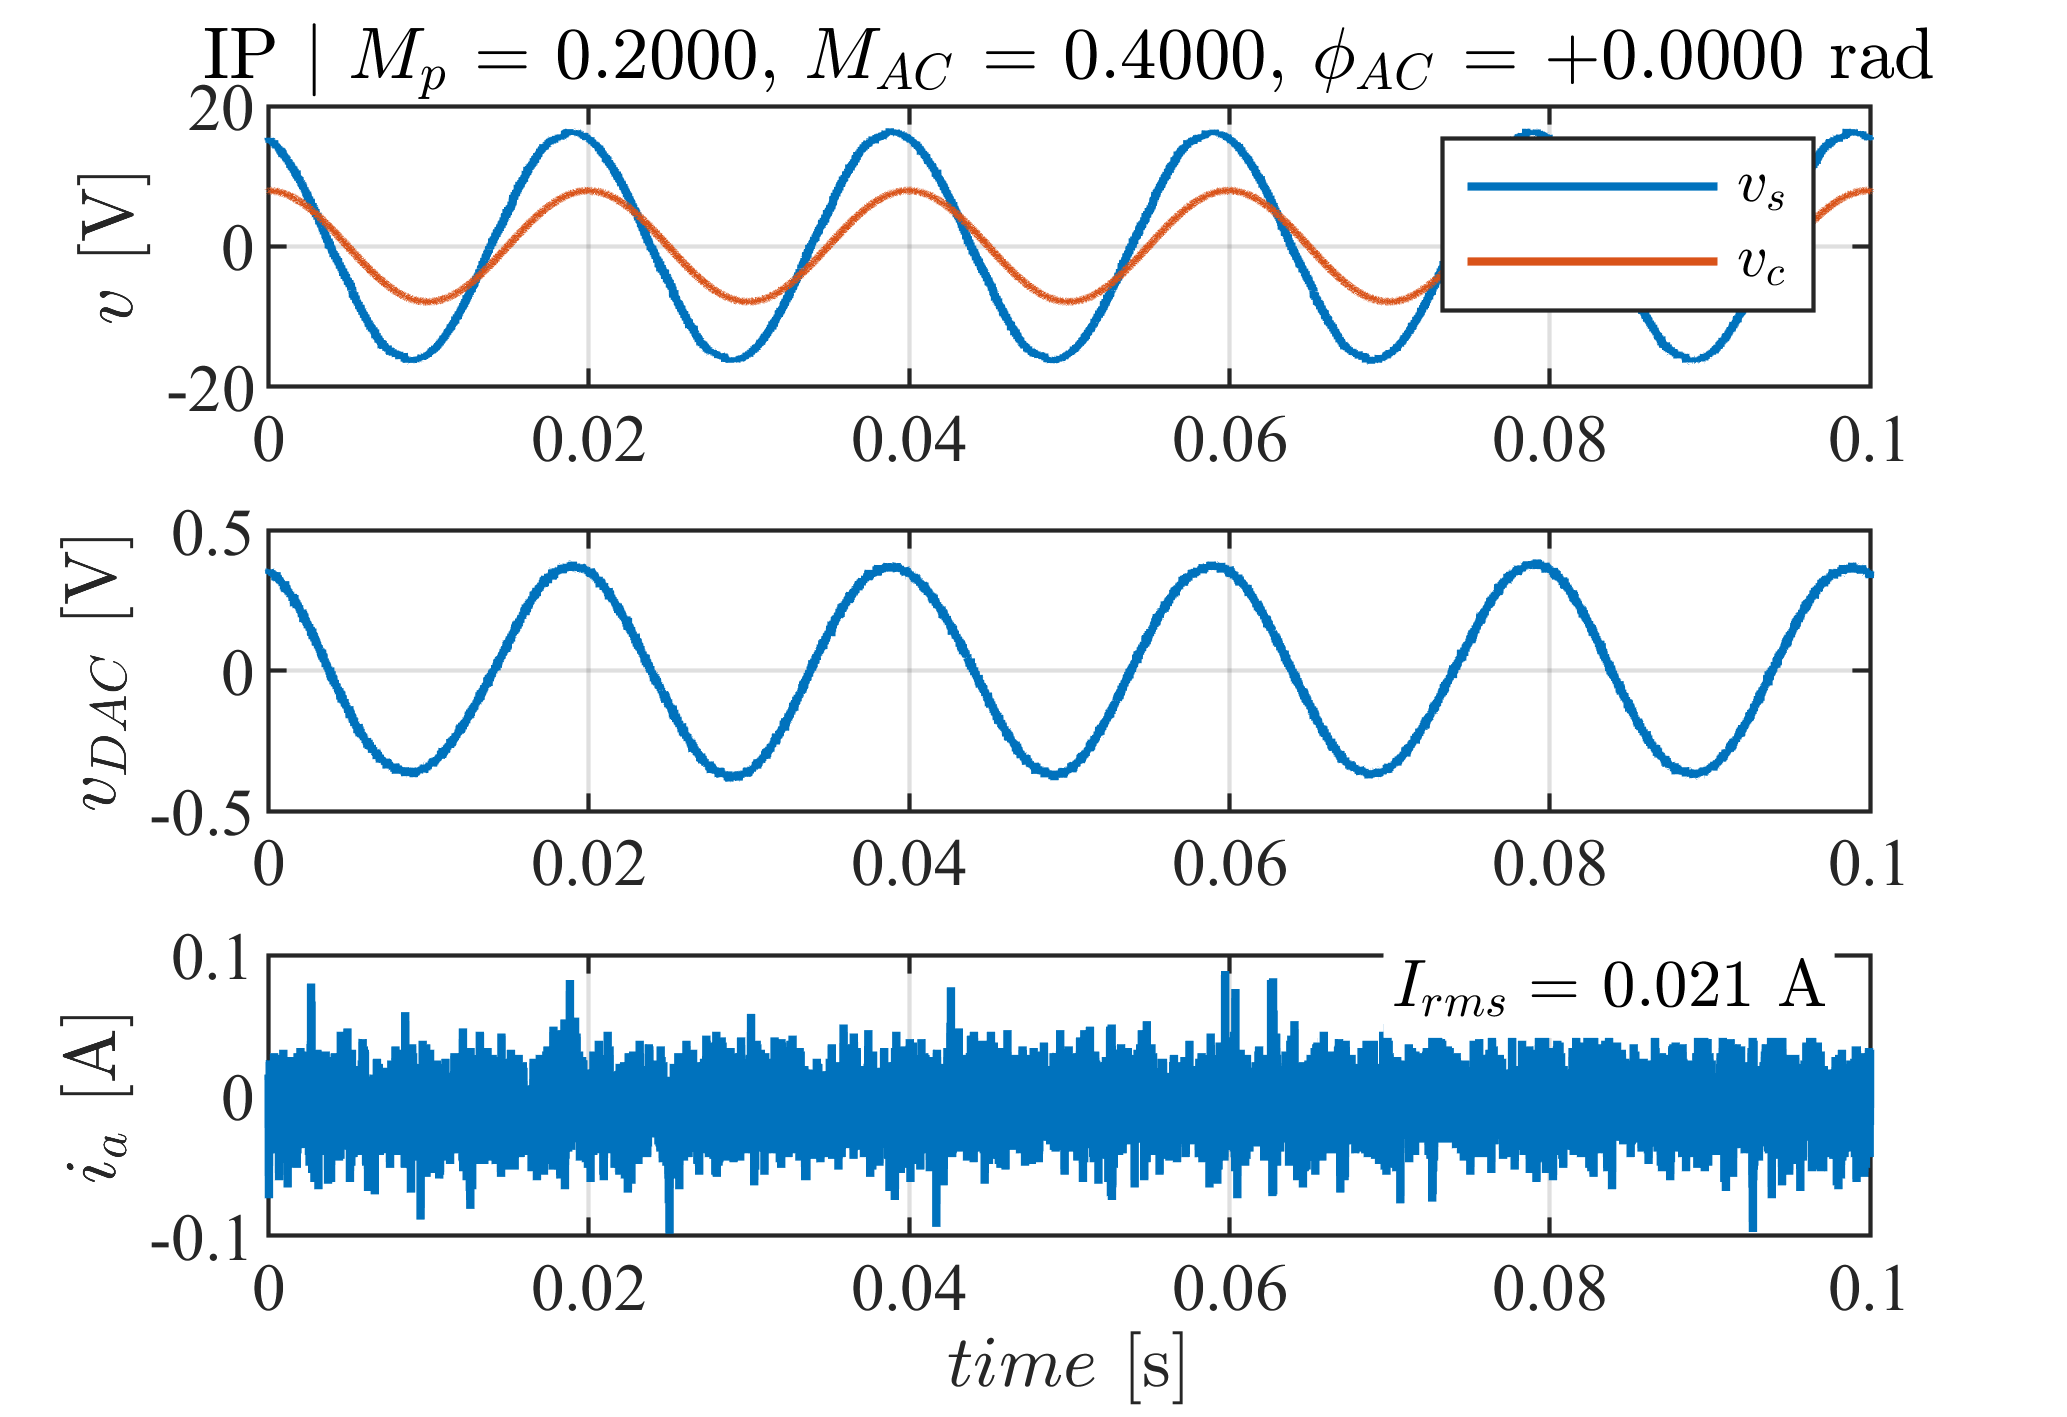 IP | M_p = 0.2000, M_AC = 0.4000, ϕ_AC = +0.0000 rad
20
0
-20
v [V]
v_s
v_c
0 0.02 0.04 0.06 0.08 0.1
0.5
0
-0.5
v_DAC [V]
0 0.02 0.04 0.06 0.08 0.1
0.1
0
-0.1
i_a [A]
I_rms = 0.021 A
0 0.02 0.04 0.06 0.08 0.1
time [s]